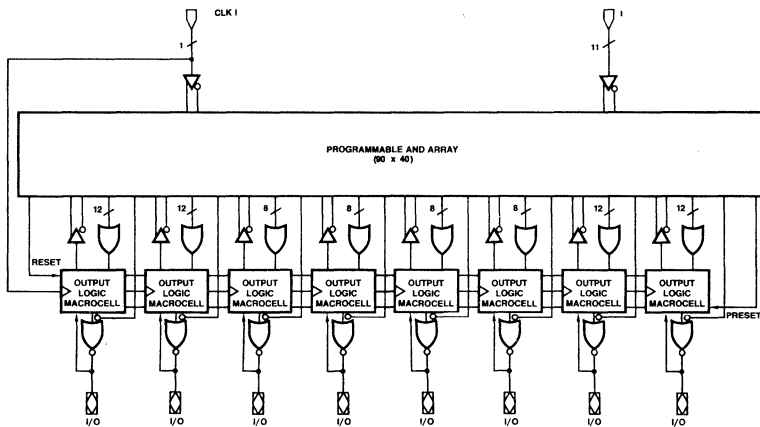 CLK I
I
1
11
PROGRAMMABLE AND ARRAY
(90 x 40)
12 12 8 8 8 8 12 12
RESET
OUTPUT LOGIC MACROCELL
OUTPUT LOGIC MACROCELL
OUTPUT LOGIC MACROCELL
OUTPUT LOGIC MACROCELL
OUTPUT LOGIC MACROCELL
OUTPUT LOGIC MACROCELL
OUTPUT LOGIC MACROCELL
OUTPUT LOGIC MACROCELL
PRESET
I/O I/O I/O I/O I/O I/O I/O I/O